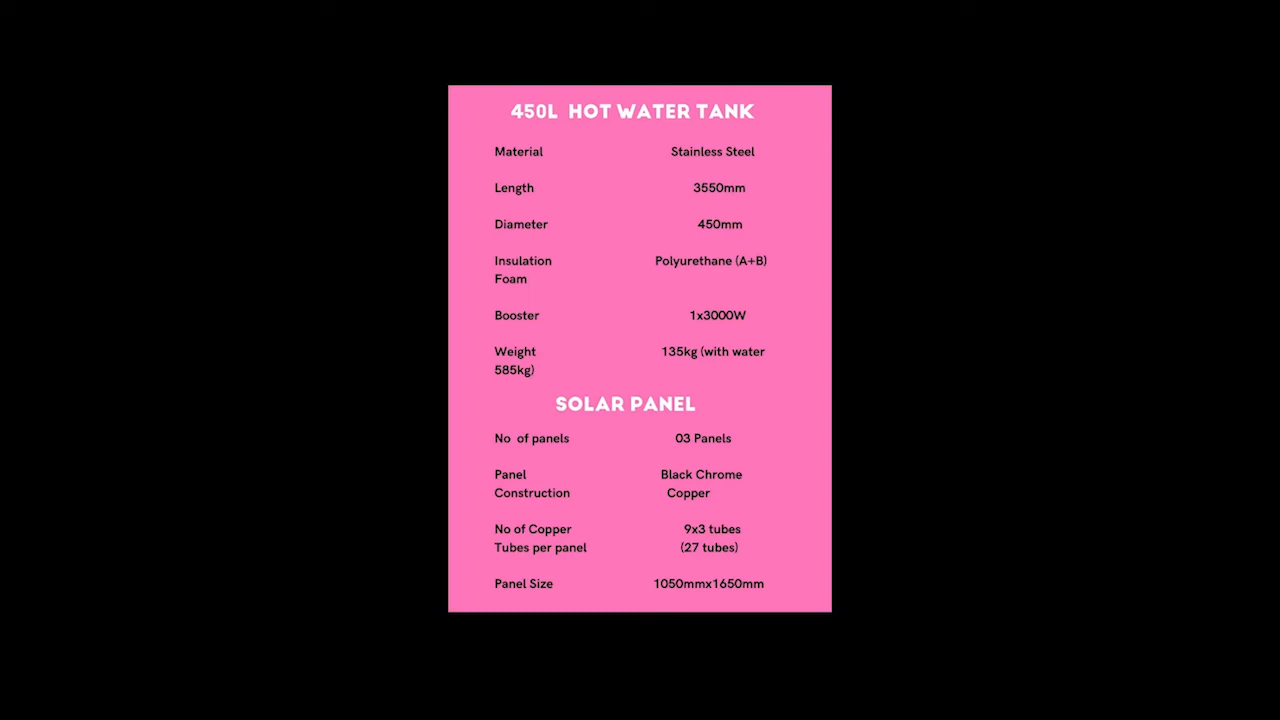 450L HOT WATER TANK
Material Stainless Steel
Length 3550mm
Diameter 450mm
Insulation Polyurethane (A+B)
Foam
Booster 1x3000W
Weight 135kg (with water
585kg)
SOLAR PANEL
No of panels 03 Panels
Panel Black Chrome
Construction Copper
No of Copper 9x3 tubes
Tubes per panel (27 tubes)
Panel Size 1050mmx1650mm